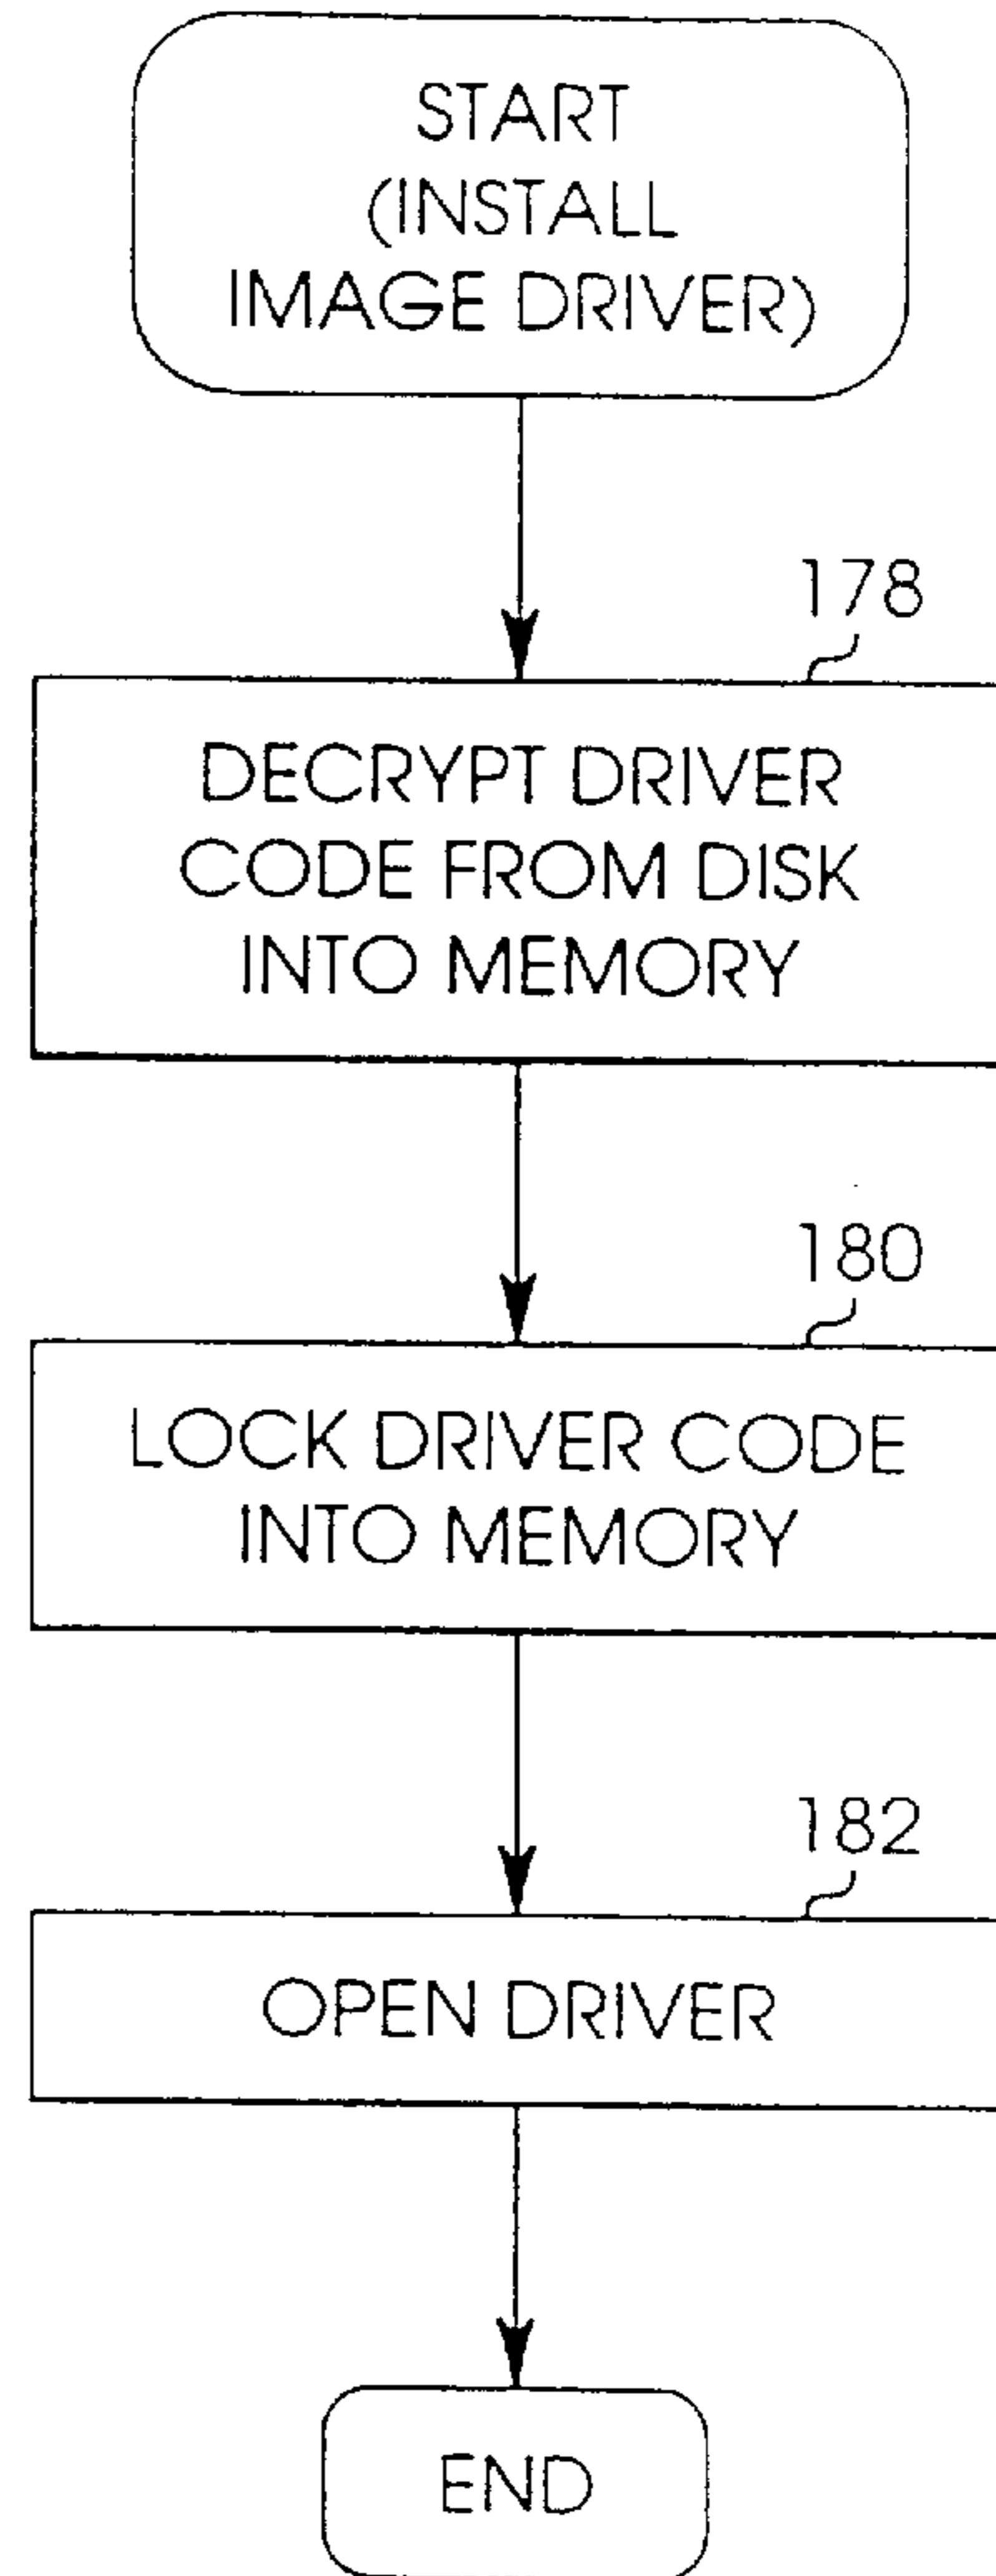 START
(INSTALL
IMAGE DRIVER)
178
DECRYPT DRIVER
CODE FROM DISK
INTO MEMORY
180
LOCK DRIVER CODE
INTO MEMORY
182
OPEN DRIVER
END